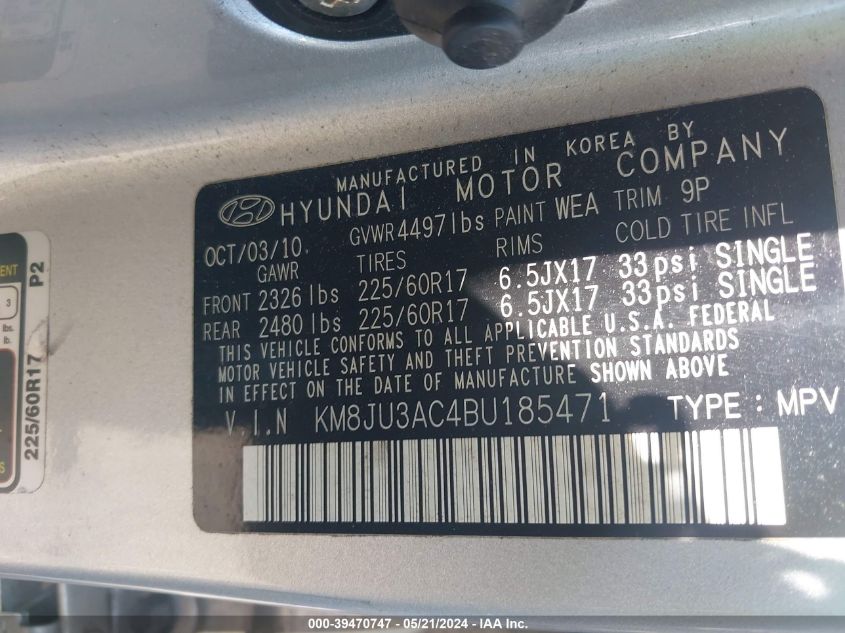 MANUFACTURED IN KOREA BY
HYUNDAI MOTOR COMPANY
OCT/03/10 GVWR 4497 lbs PAINT WEA TRIM 9P
GAWR TIRES RIMS COLD TIRE INFL
FRONT 2326 lbs 225/60R17 6.5JX17 33psi SINGLE
REAR 2480 lbs 225/60R17 6.5JX17 33psi SINGLE
THIS VEHICLE CONFORMS TO ALL APPLICABLE U.S.A. FEDERAL
MOTOR VEHICLE SAFETY AND THEFT PREVENTION STANDARDS
IN EFFECT ON THE DATE OF MANUFACTURE SHOWN ABOVE
V.I.N KM8JU3AC4BU185471 TYPE : MPV
P2
225/60R17
3
lbs.
lb.
000-39470747 - 05/21/2024 - IAA Inc.